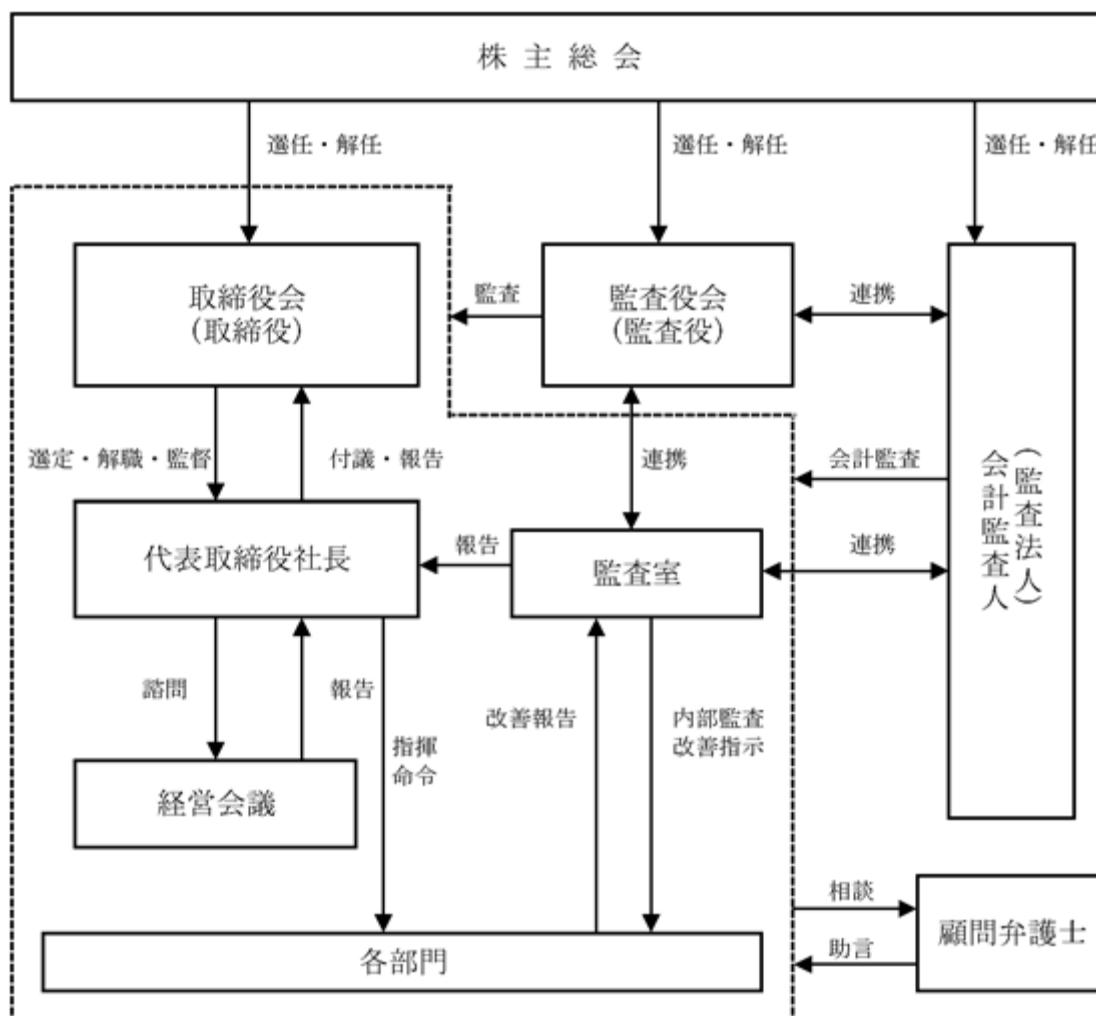 株主総会
選任・解任
選任・解任
選任・解任
取締役会
(取締役)
監査
監査役会
(監査役)
連携
選定・解職・監督
付議・報告
連携
会計監査
会計監査人
(監査法人)
代表取締役社長
報告
監査室
連携
諮問
報告
指揮
命令
改善報告
内部監査
改善指示
経営会議
相談
顧問弁護士
助言
各部門